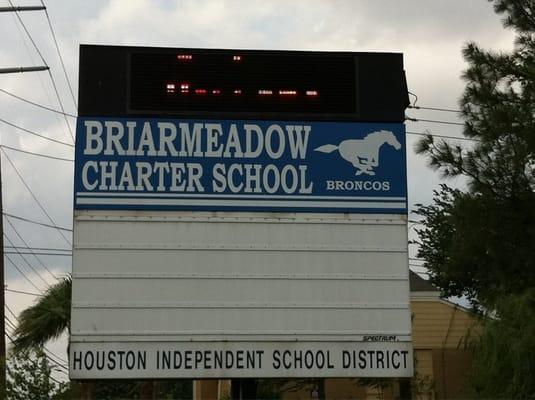 BRIARMEADOW
CHARTER SCHOOL
BRONCOS
SPECTRUM
HOUSTON INDEPENDENT SCHOOL DISTRICT